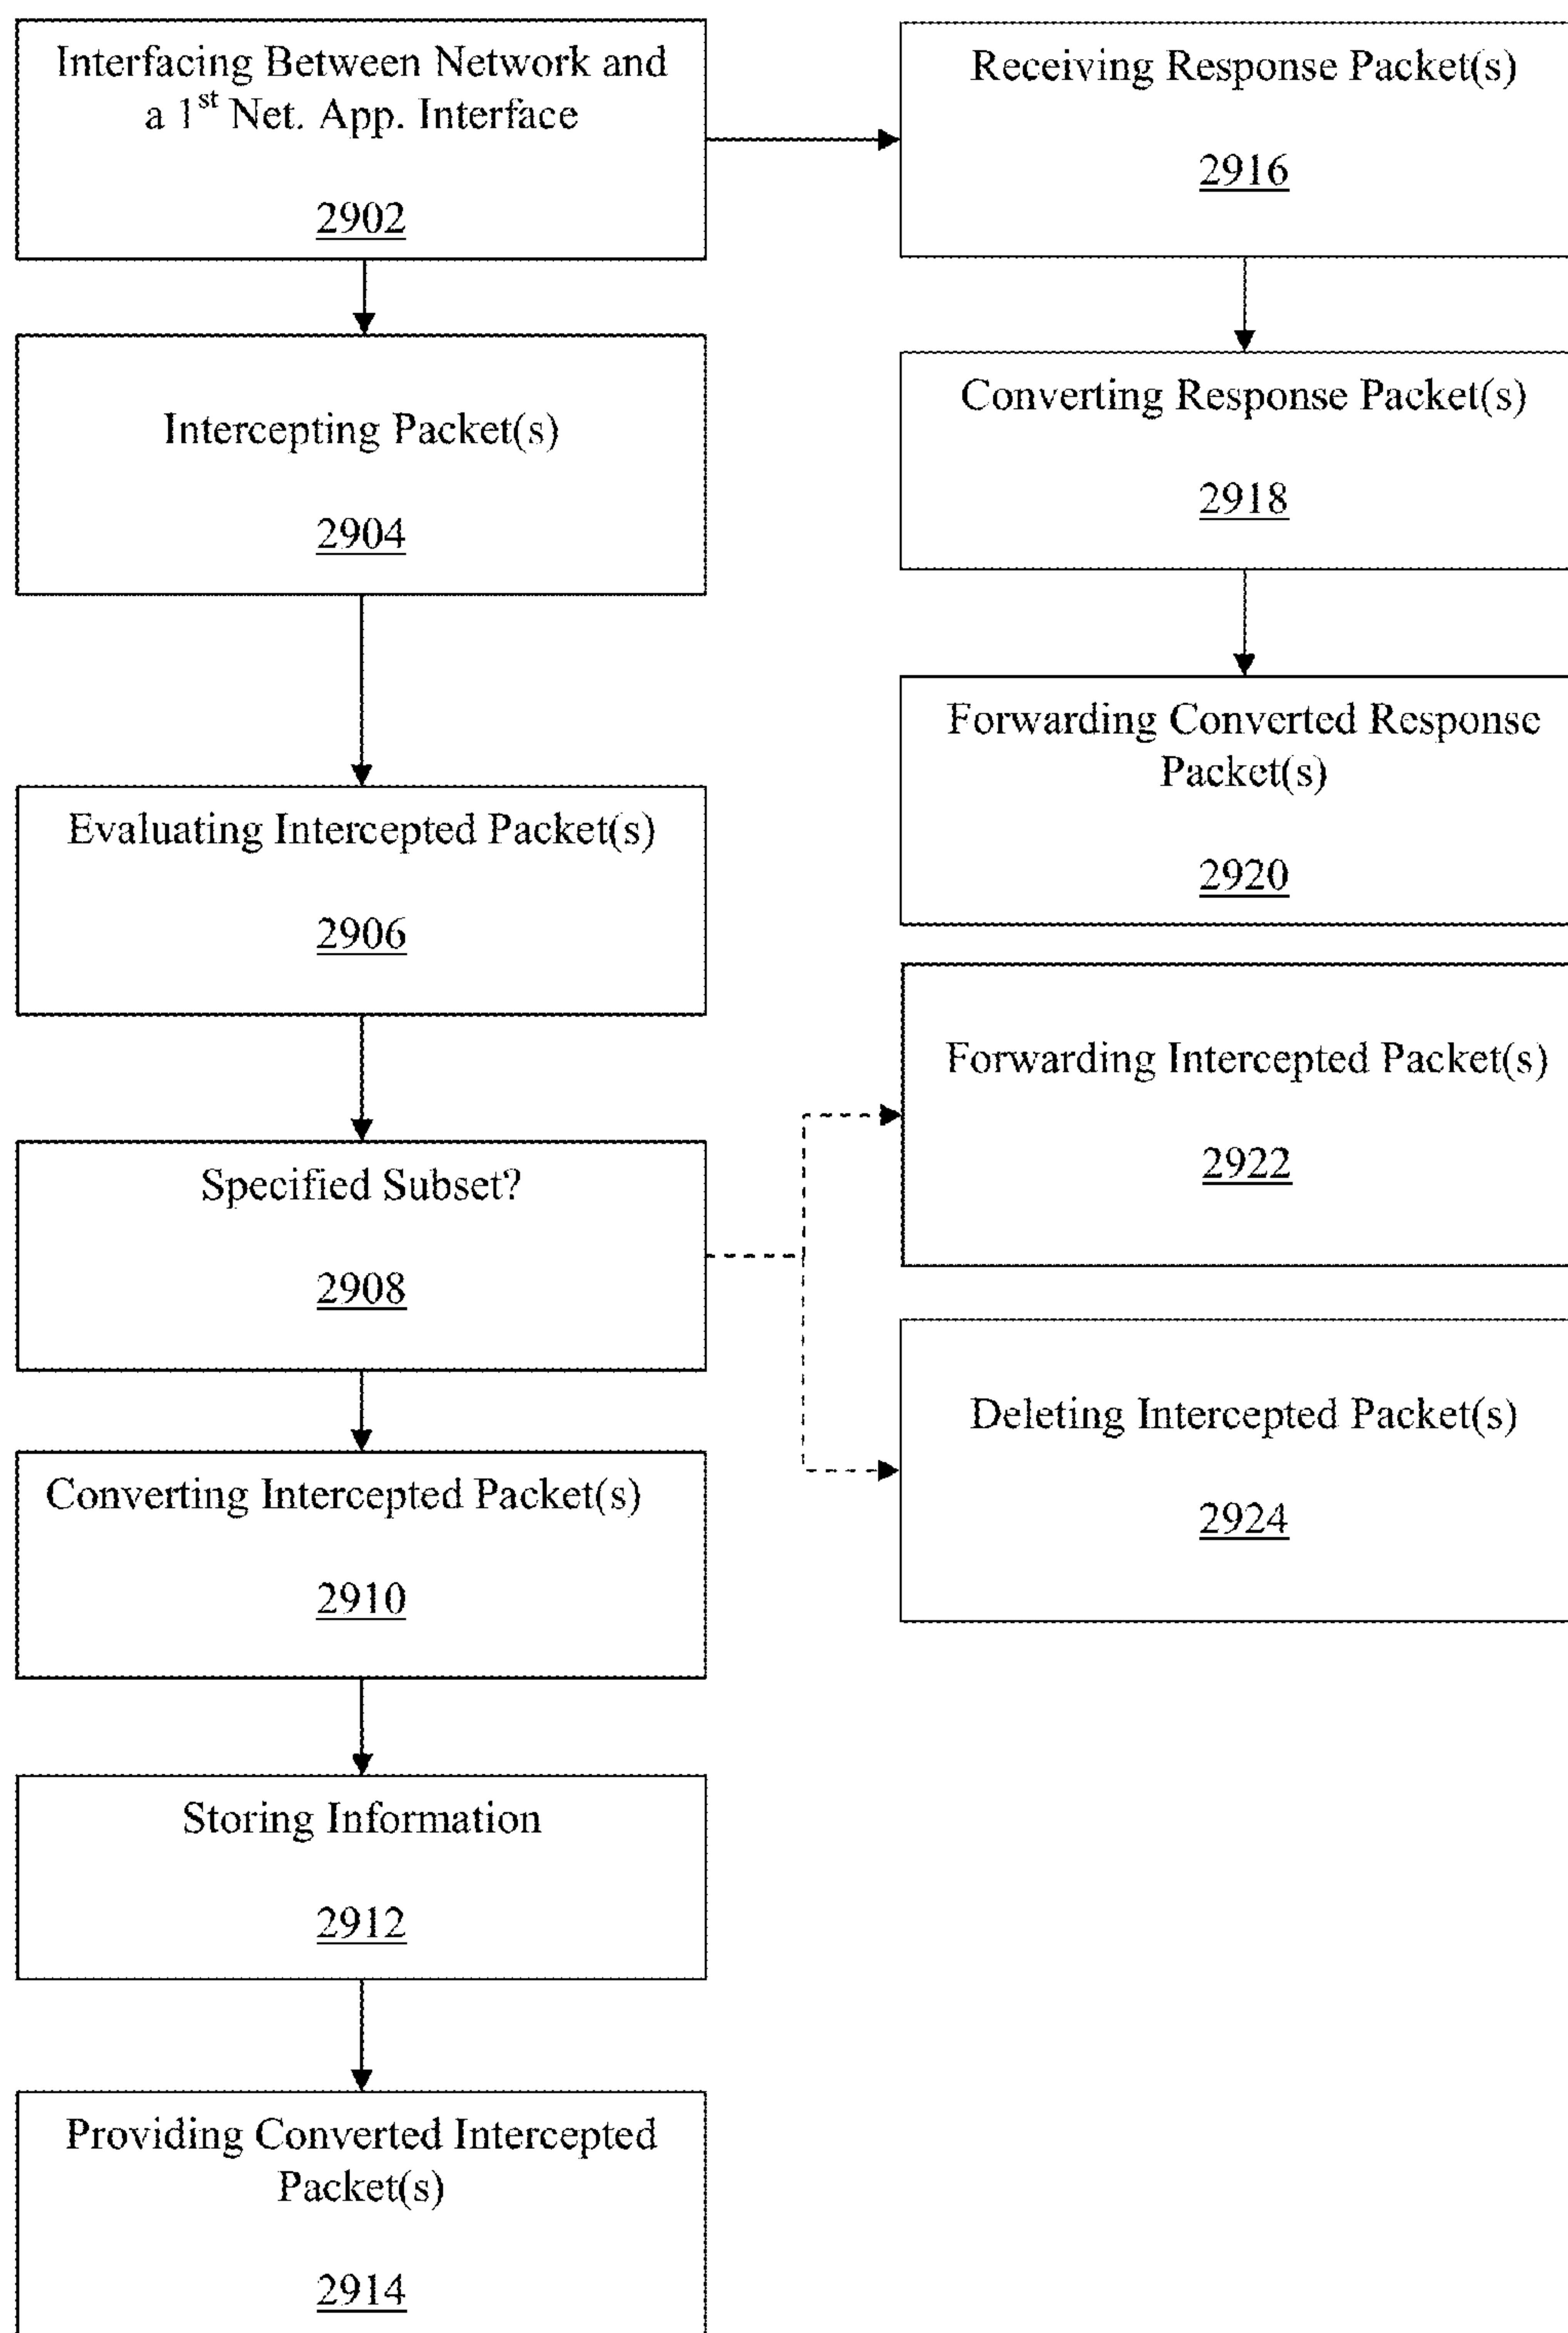 Interfacing Between Network and
a 1st Net. App. Interface
2902
Intercepting Packet(s)
2904
Evaluating Intercepted Packet(s)
2906
Specified Subset?
2908
Converting Intercepted Packet(s)
2910
Storing Information
2912
Providing Converted Intercepted
Packet(s)
2914
Receiving Response Packet(s)
2916
Converting Response Packet(s)
2918
Forwarding Converted Response
Packet(s)
2920
Forwarding Intercepted Packet(s)
2922
Deleting Intercepted Packet(s)
2924